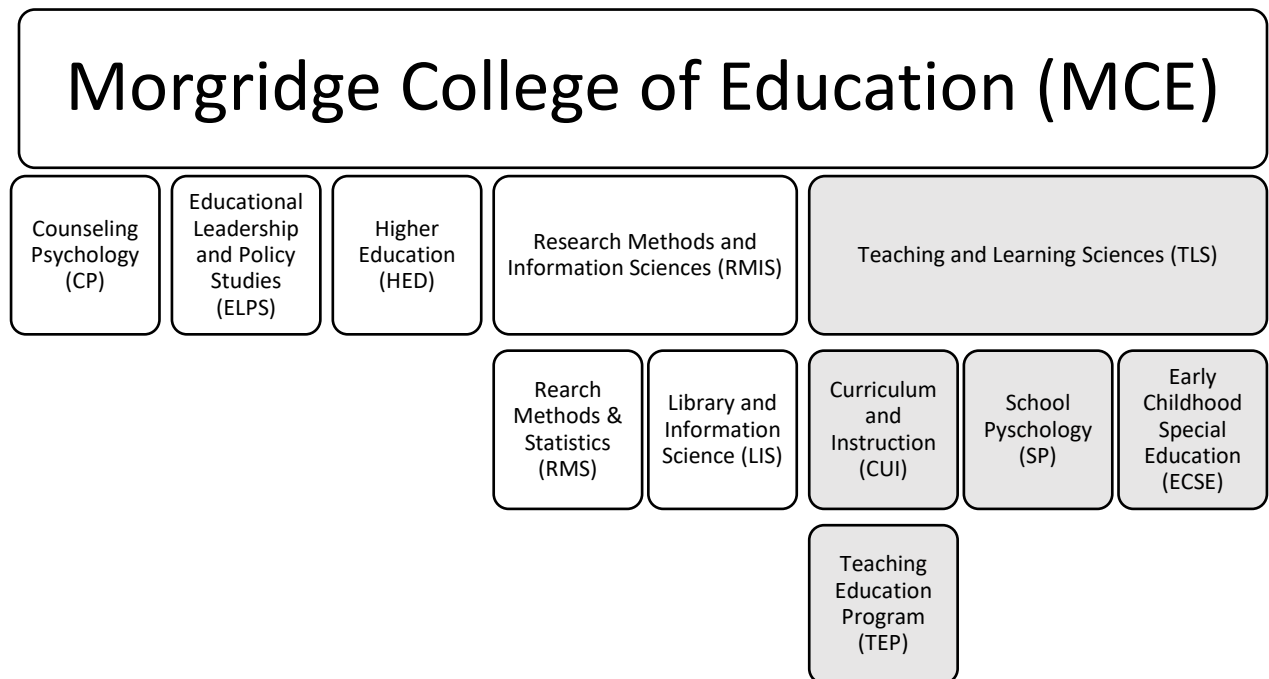 Morgridge College of Education (MCE)
Counseling
Psychology
(CP)
Educational
Leadership
and Policy
Studies
(ELPS)
Higher
Education
(HED)
Research Methods and
Information Sciences (RMIS)
Teaching and Learning Sciences (TLS)
Rearch
Methods &
Statistics
(RMS)
Library and
Information
Science (LIS)
Curriculum
and
Instruction
(CUI)
School
Pyschology
(SP)
Early
Childhood
Special
Education
(ECSE)
Teaching
Education
Program
(TEP)